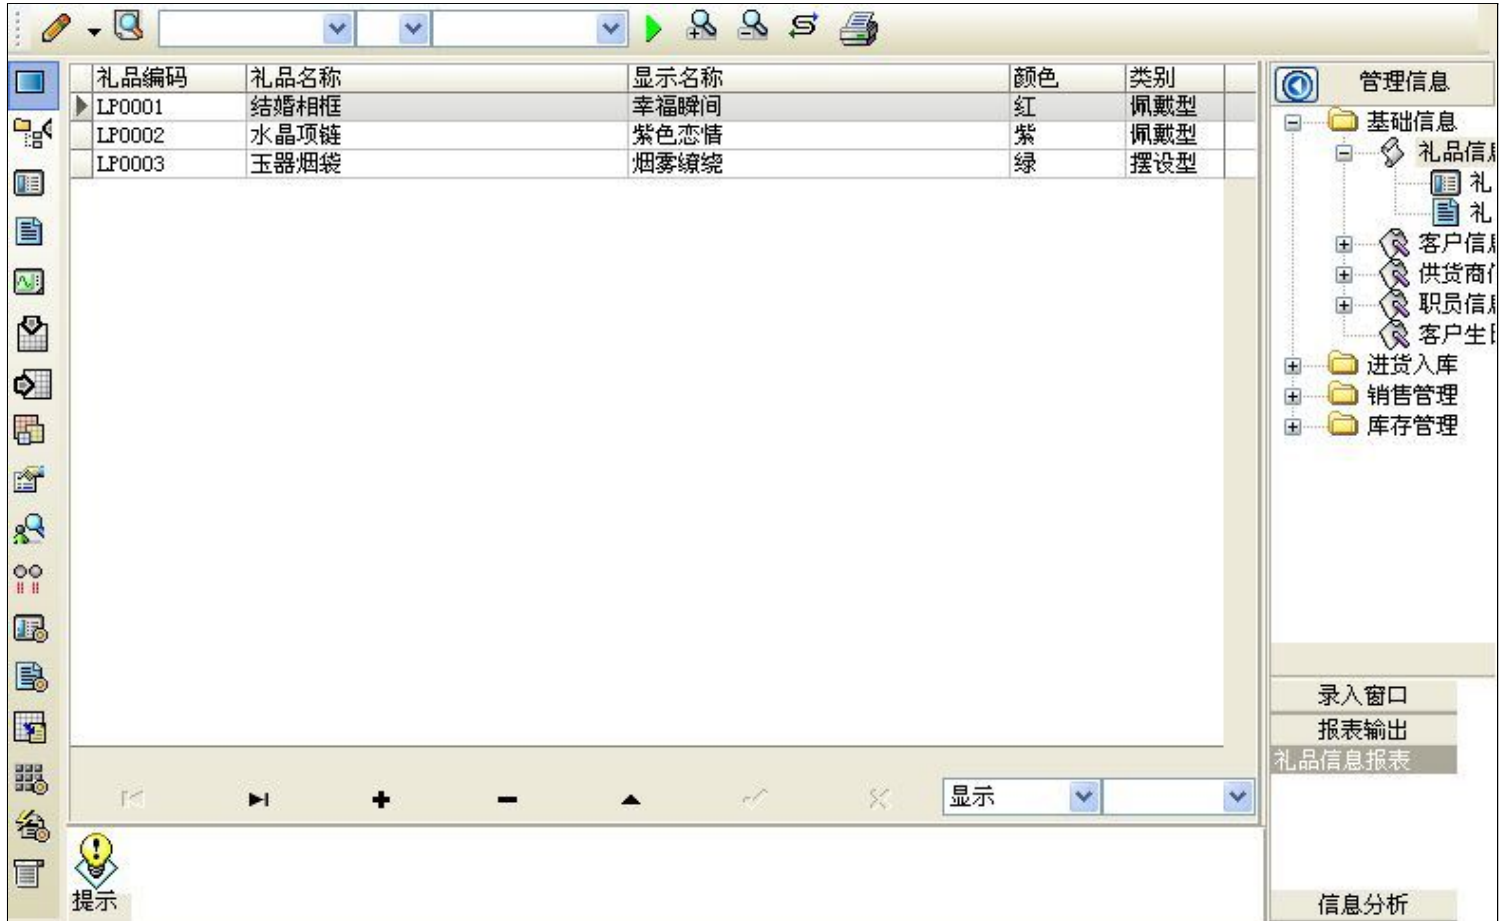 礼品编码 礼品名称 显示名称 颜色 类别
LP0001 结婚相框 幸福瞬间 红 佩戴型
LP0002 水晶项链 紫色恋情 紫 佩戴型
LP0003 玉器烟袋 烟雾缭绕 绿 摆设型
显示
提示
管理信息
基础信息
礼品信息
礼
礼
客户信息
供货商
职员信息
客户生
进货入库
销售管理
库存管理
录入窗口
报表输出
礼品信息报表
信息分析